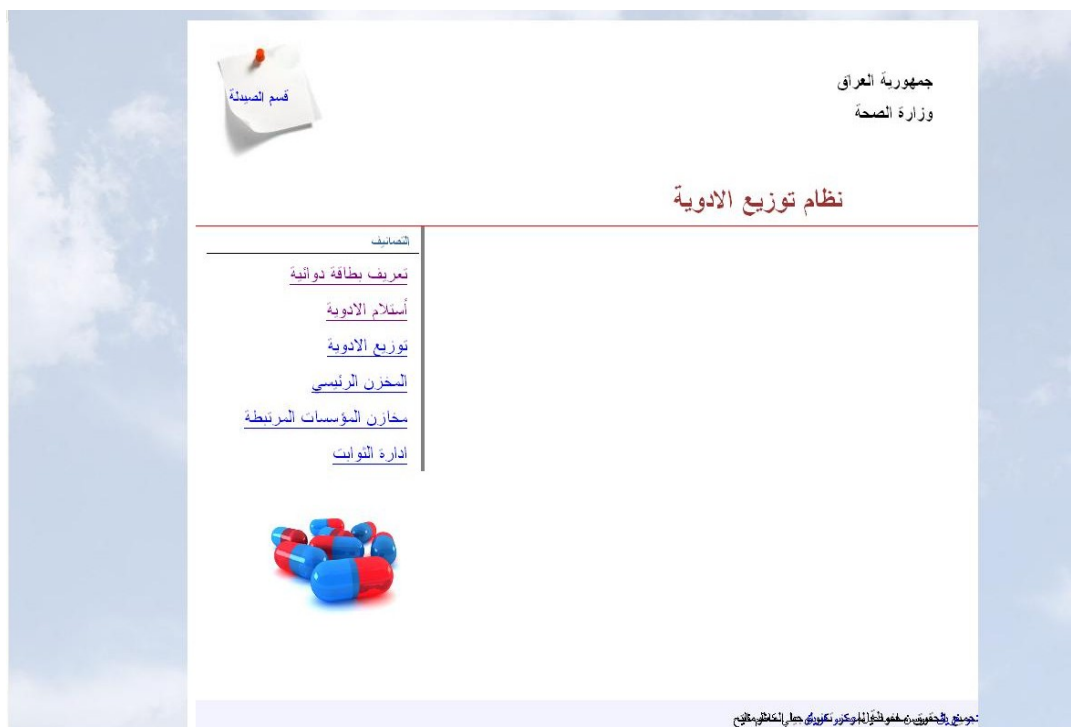 جمهورية العراق
وزارة الصحة
قسم الصيدلة
نظام توزيع الادوية
التصانيف
تعريف بطاقة دوائية
أستلام الادوية
توزيع الادوية
المخزن الرئيسي
مخازن المؤسسات المرتبطة
ادارة الثوابت